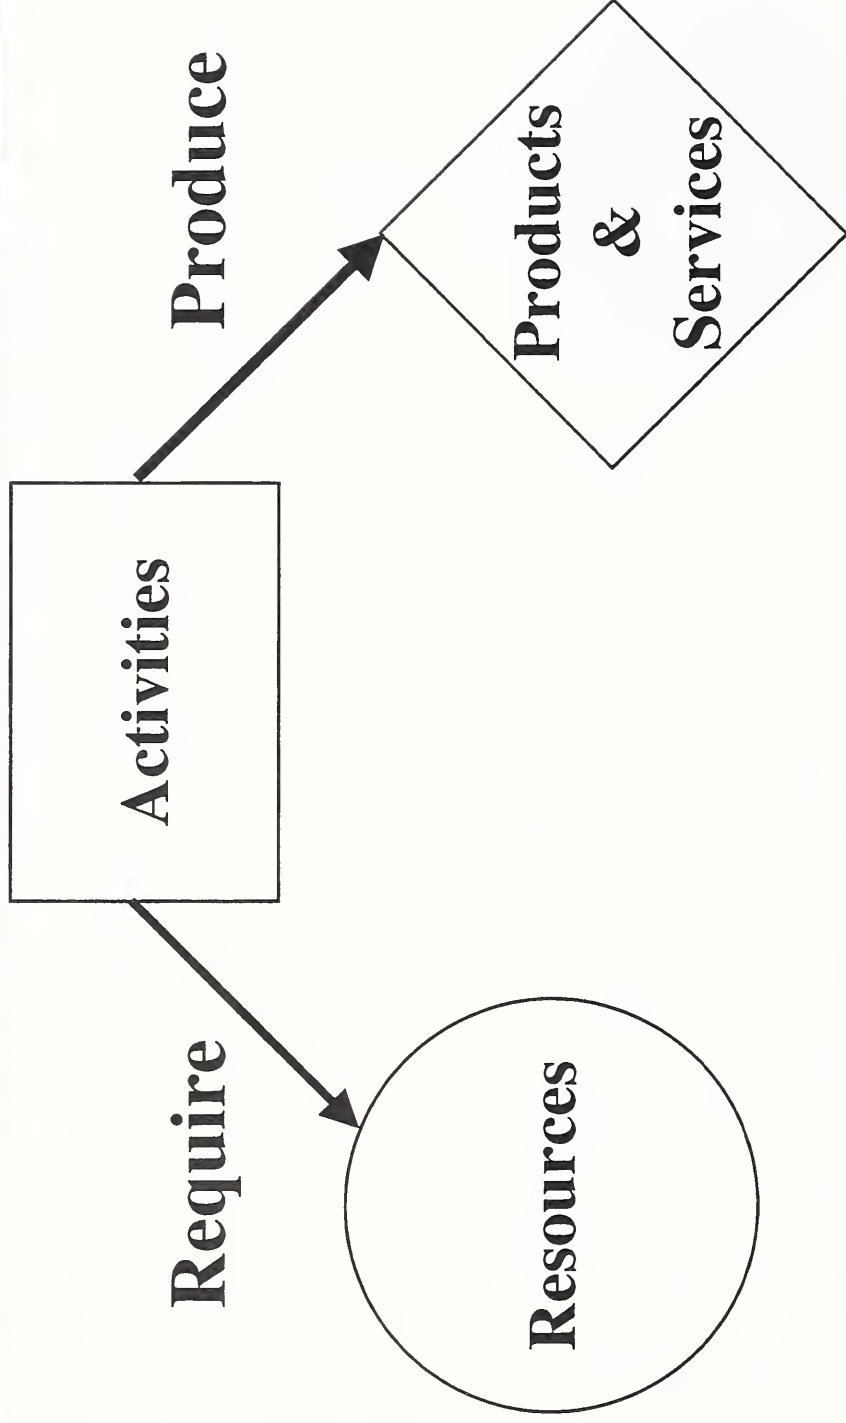 Activities
Require
Produce
Resources
Products
&
Services